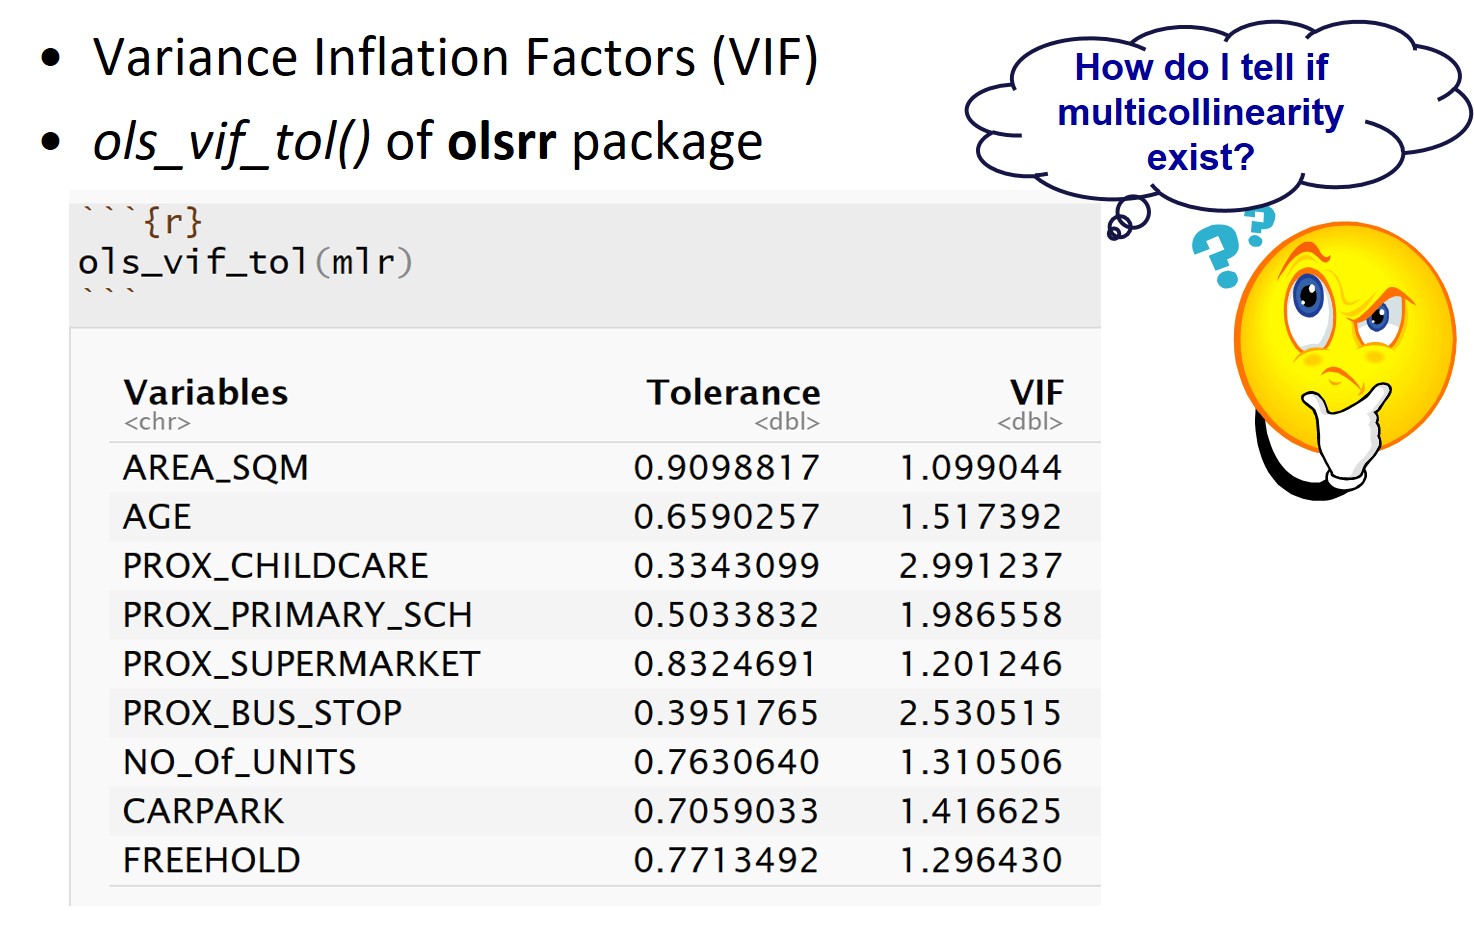 • Variance Inflation Factors (VIF)
• ols_vif_tol() of olsrr package
How do I tell if
multicollinearity
exist?
? ?
```{r}
ols_vif_tol(mlr)
```
Variables Tolerance VIF
<chr> <dbl> <dbl>
AREA_SQM 0.9098817 1.099044
AGE 0.6590257 1.517392
PROX_CHILDCARE 0.3343099 2.991237
PROX_PRIMARY_SCH 0.5033832 1.986558
PROX_SUPERMARKET 0.8324691 1.201246
PROX_BUS_STOP 0.3951765 2.530515
NO_Of_UNITS 0.7630640 1.310506
CARPARK 0.7059033 1.416625
FREEHOLD 0.7713492 1.296430